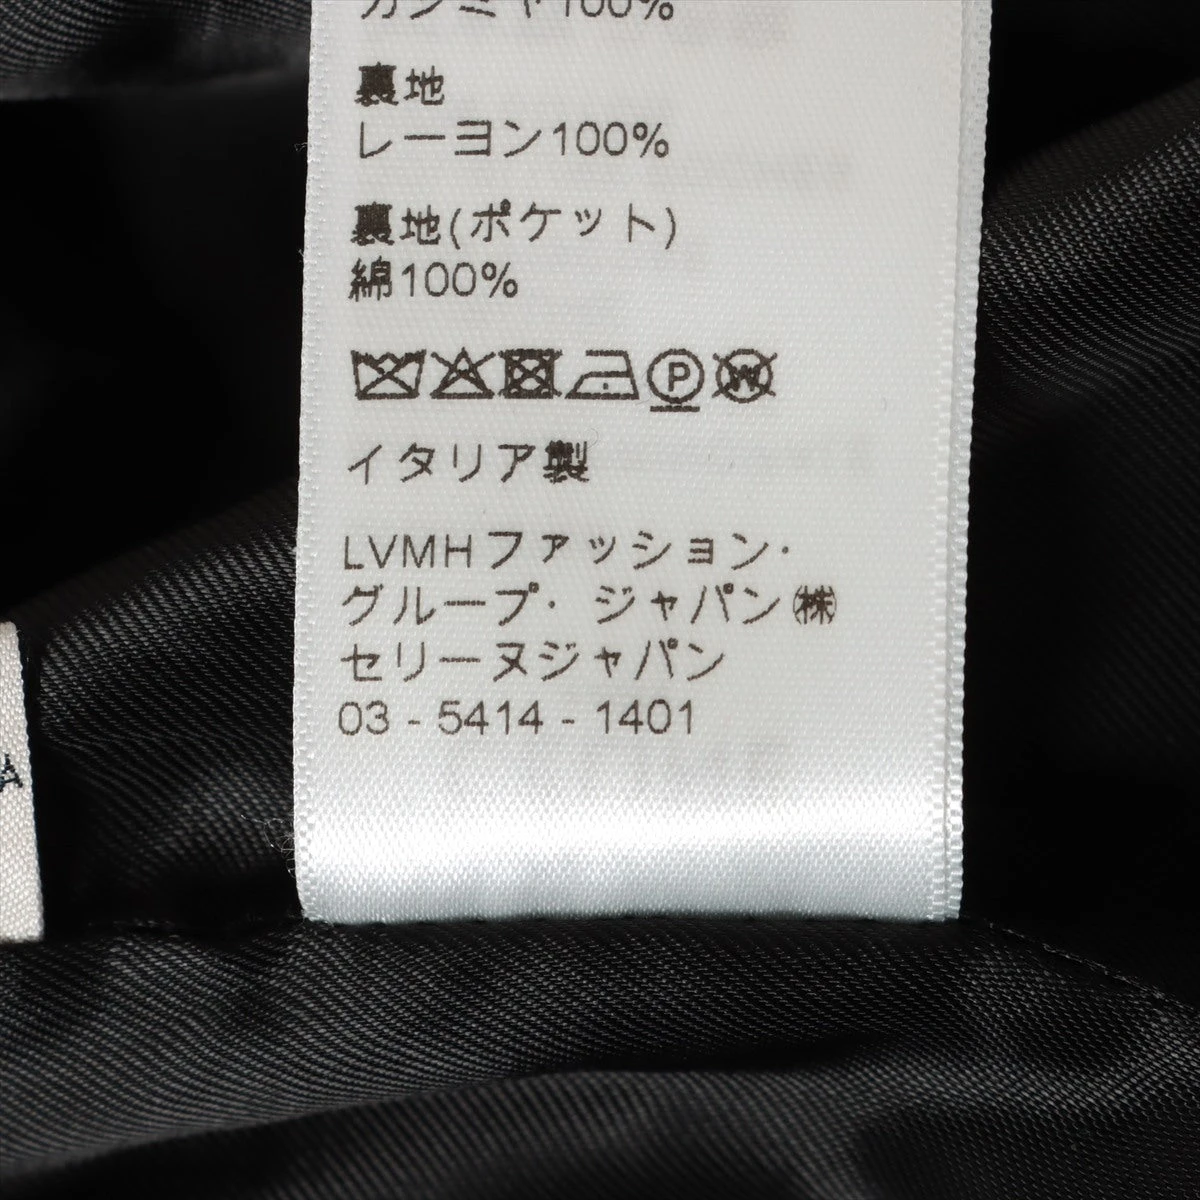 カシミヤ100%
裏地
レーヨン100%
裏地(ポケット)
綿100%
P W
イタリア製
LVMHファッション・
グループ・ジャパン㈱
セリーヌジャパン
03 - 5414 - 1401
A